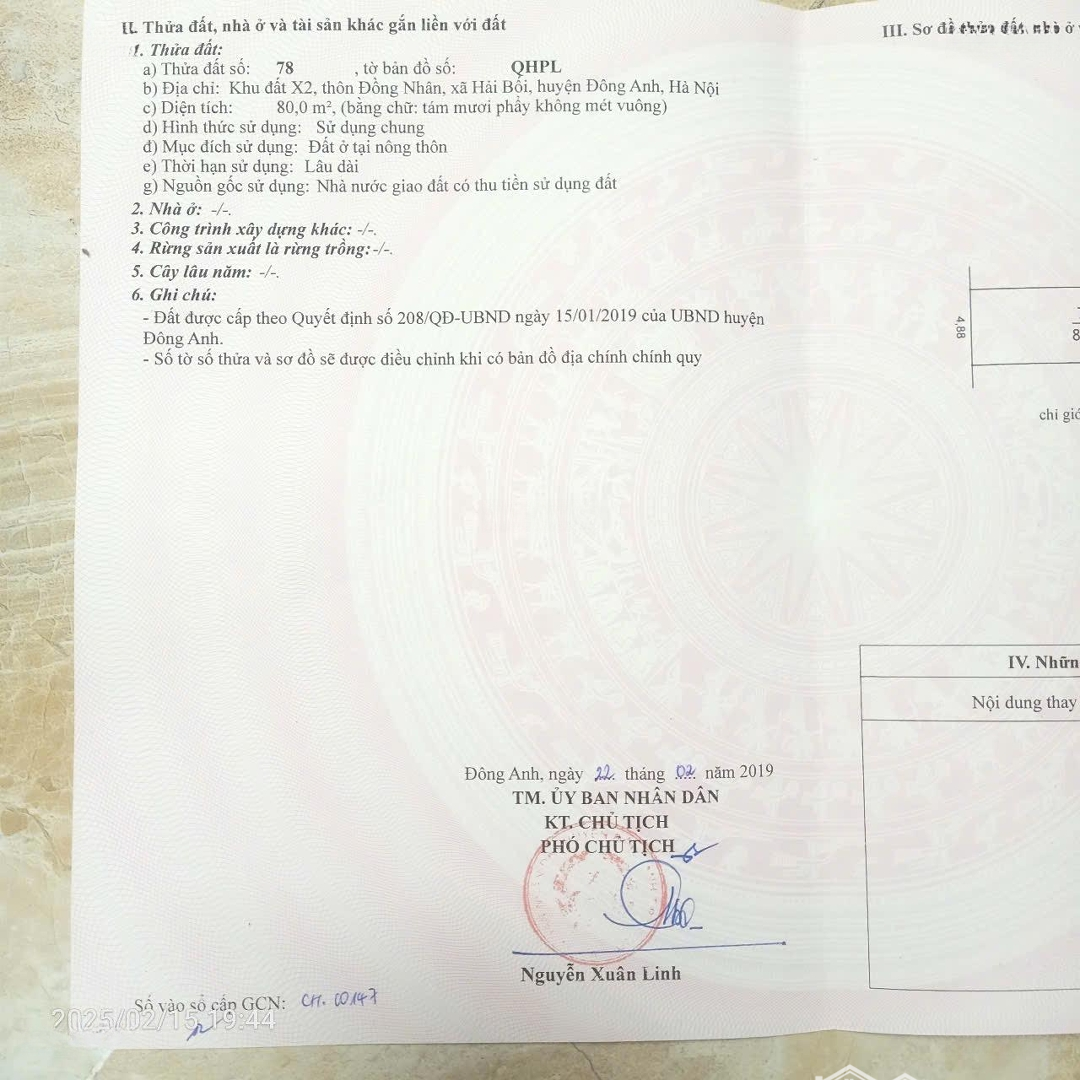 II. Thửa đất, nhà ở và tài sản khác gắn liền với đất
1. Thửa đất:
a) Thửa đất số: 78 , tờ bản đồ số: QHPL
b) Địa chỉ: Khu đất X2, thôn Đồng Nhân, xã Hải Bối, huyện Đông Anh, Hà Nội
c) Diện tích: 80,0 m², (bằng chữ: tám mươi phẩy không mét vuông)
d) Hình thức sử dụng: Sử dụng chung
đ) Mục đích sử dụng: Đất ở tại nông thôn
e) Thời hạn sử dụng: Lâu dài
g) Nguồn gốc sử dụng: Nhà nước giao đất có thu tiền sử dụng đất
2. Nhà ở: -/-.
3. Công trình xây dựng khác: -/-.
4. Rừng sản xuất là rừng trồng: -/-.
5. Cây lâu năm: -/-.
6. Ghi chú:
- Đất được cấp theo Quyết định số 208/QĐ-UBND ngày 15/01/2019 của UBND huyện
Đông Anh.
- Số tờ số thửa và sơ đồ sẽ được điều chỉnh khi có bản đồ địa chính chính quy
Đông Anh, ngày 22 tháng 02 năm 2019
TM. ỦY BAN NHÂN DÂN
KT. CHỦ TỊCH
PHÓ CHỦ TỊCH
Nguyễn Xuân Linh
Số vào sổ cấp GCN: CH. 00147
2025/02/15 19:44
III. Sơ đồ thửa đất, nhà ở
4,88
8
chỉ giớ
IV. Nhữn
Nội dung thay